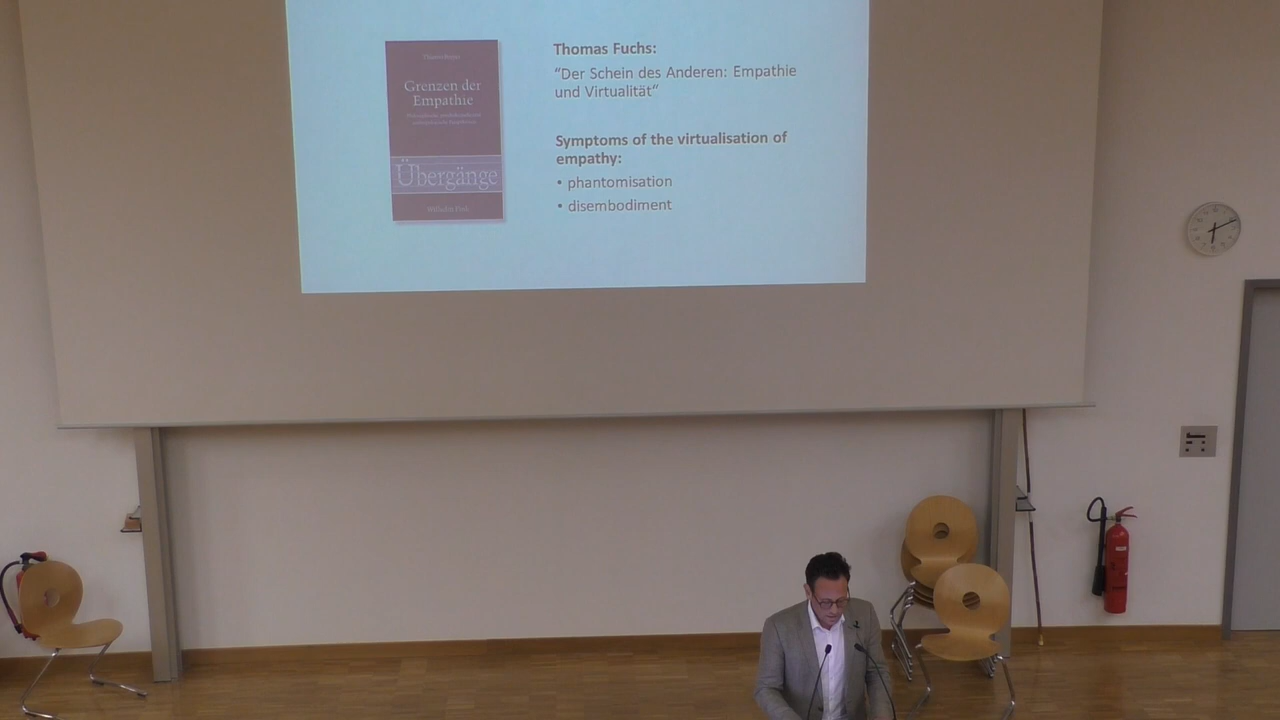 Grenzen der
Empathie
Übergänge
Wilhelm Fink
Thomas Fuchs:
“Der Schein des Anderen: Empathie
und Virtualität“
Symptoms of the virtualisation of
empathy:
• phantomisation
• disembodiment